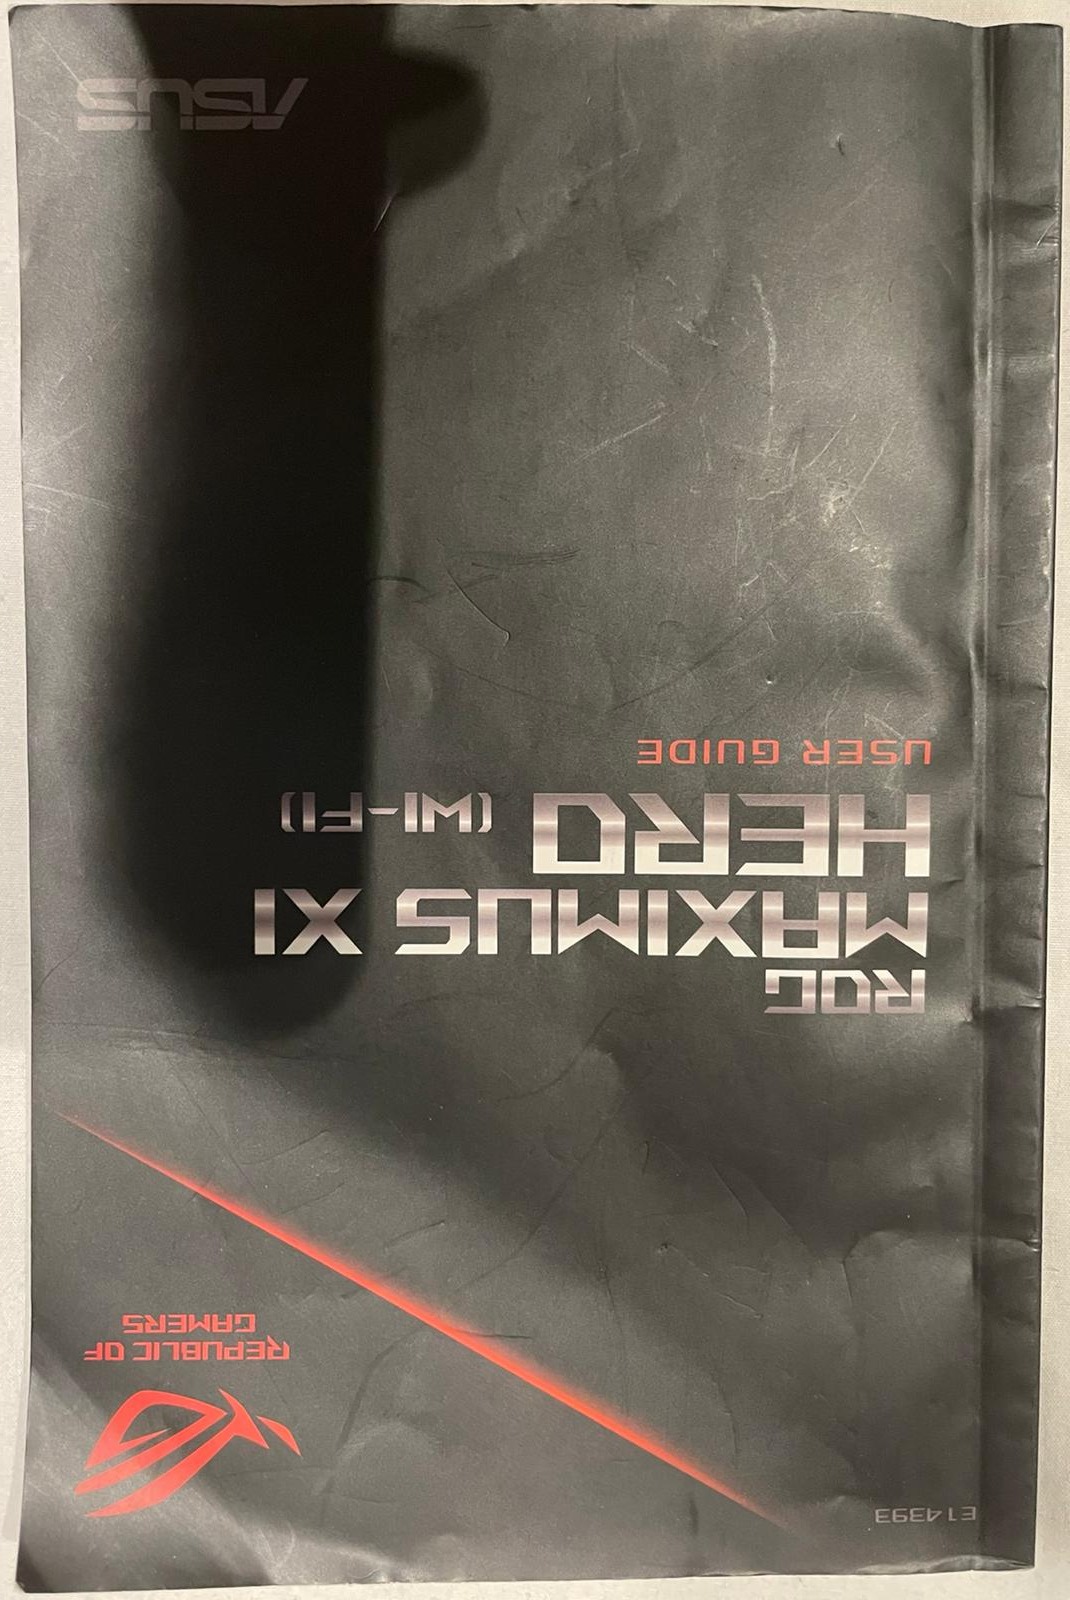 E14393
REPUBLIC OF
GAMERS
ROG
MAXIMUS XI
HERO (WI-FI)
USER GUIDE
ASUS